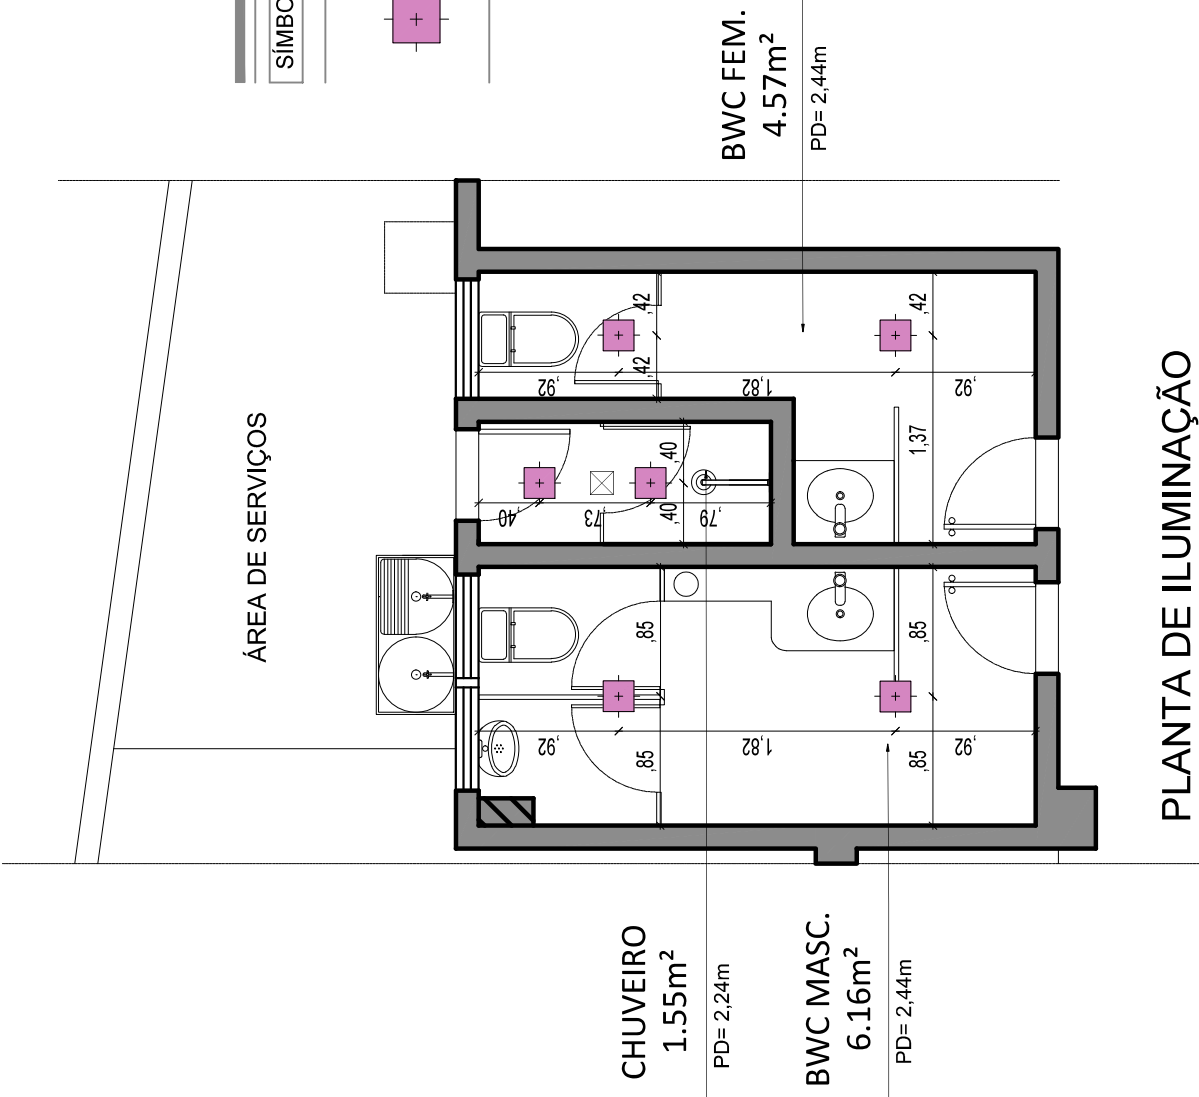 SÍMBO
BWC FEM.
4.57m²
PD= 2,44m
ÁREA DE SERVIÇOS
,42
,42
,92
1,82
,42
1,37
,92
,40
,40
,40
,73
,79
,85
,85
,92
1,82
,85
,85
,92
CHUVEIRO
1.55m²
PD= 2,24m
BWC MASC.
6.16m²
PD= 2,44m
PLANTA DE ILUMINAÇÃO